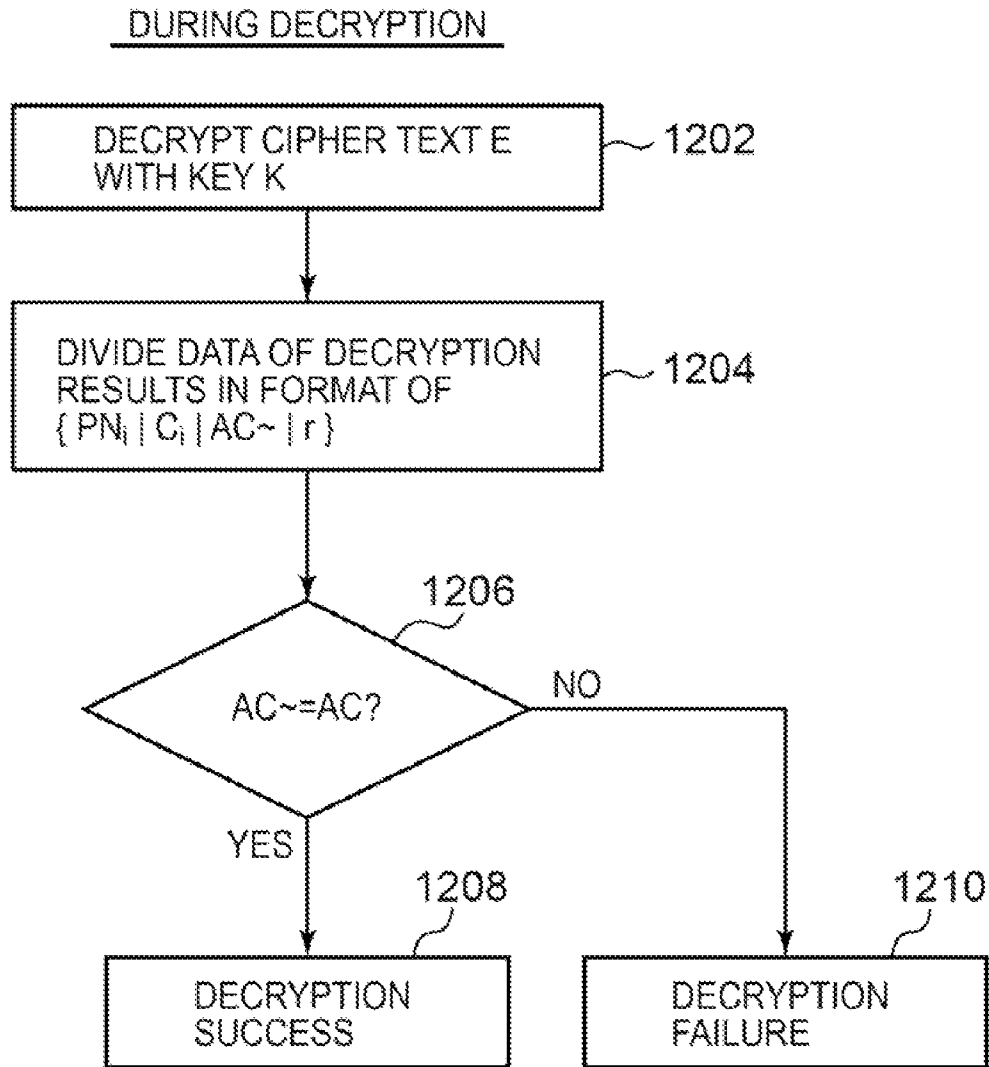 DURING DECRYPTION
DECRYPT CIPHER TEXT E
WITH KEY K
1202
DIVIDE DATA OF DECRYPTION
RESULTS IN FORMAT OF
{ PNi | Ci | AC~ | r }
1204
1206
AC~=AC?
NO
YES
1208
DECRYPTION
SUCCESS
1210
DECRYPTION
FAILURE